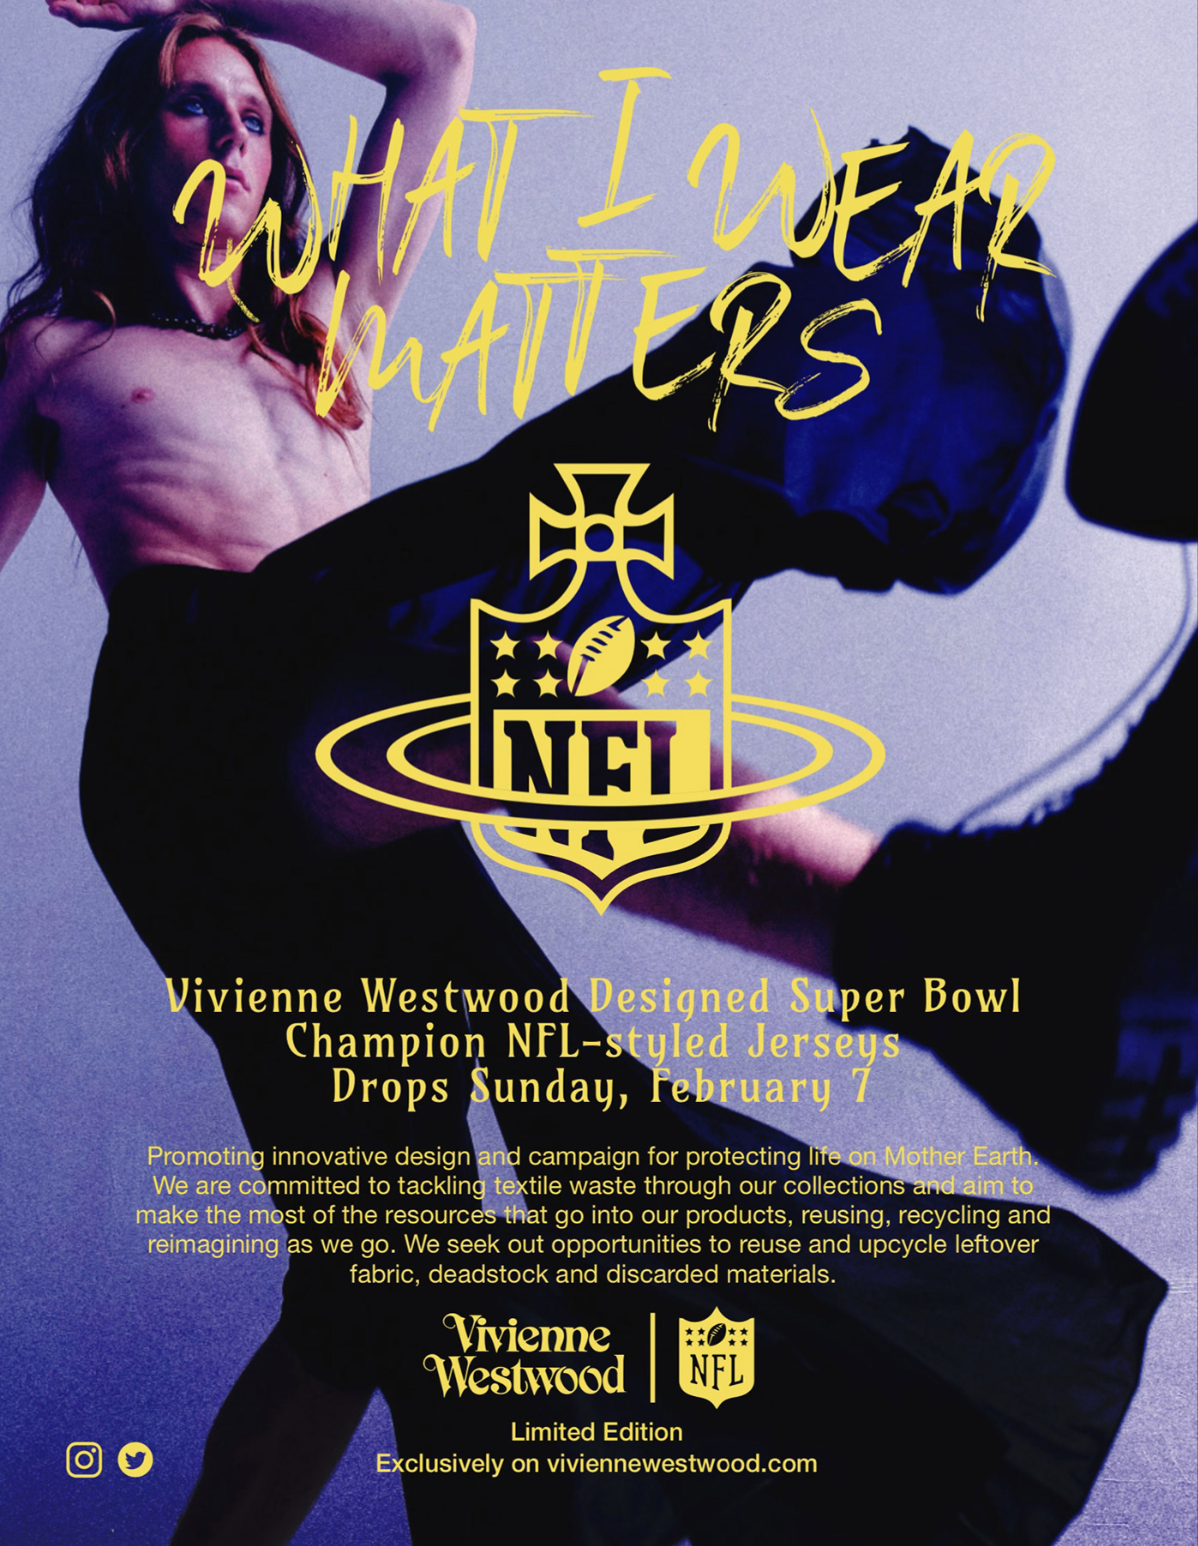 WHAT I WEAR
MATTERS
NFL
Vivienne Westwood Designed Super Bowl
Champion NFL-styled Jerseys
Drops Sunday, February 7
Promoting innovative design and campaign for protecting life on Mother Earth.
We are committed to tackling textile waste through our collections and aim to
make the most of the resources that go into our products, reusing, recycling and
reimagining as we go. We seek out opportunities to reuse and upcycle leftover
fabric, deadstock and discarded materials.
Vivienne
Westwood
NFL
Limited Edition
Exclusively on viviennewestwood.com